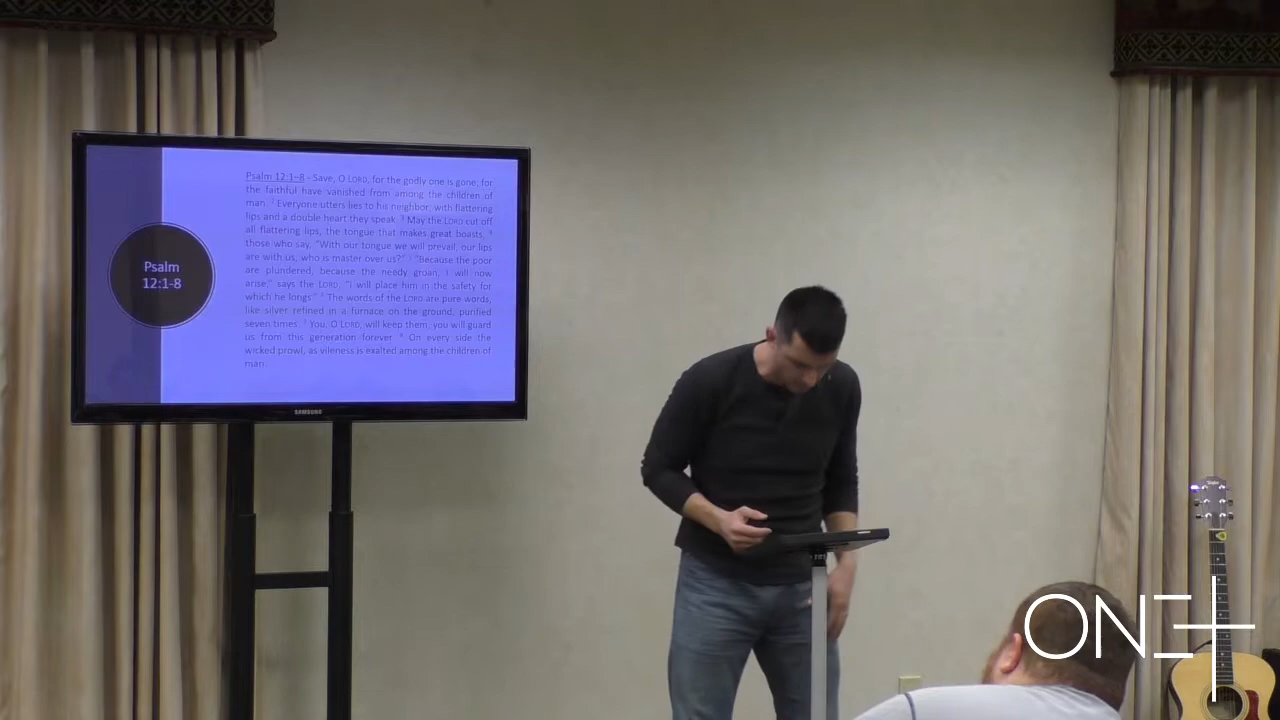 Psalm
12:1-8
Psalm 12:1–8 - Save, O LORD, for the godly one is gone; for
the faithful have vanished from among the children of
man. 2 Everyone utters lies to his neighbor; with flattering
lips and a double heart they speak. 3 May the LORD cut off
all flattering lips, the tongue that makes great boasts, 4
those who say, "With our tongue we will prevail, our lips
are with us; who is master over us?" 5 "Because the poor
are plundered, because the needy groan, I will now
arise," says the LORD; "I will place him in the safety for
which he longs" 6 The words of the LORD are pure words,
like silver refined in a furnace on the ground, purified
seven times. 7 You, O LORD, will keep them; you will guard
us from this generation forever. 8 On every side the
wicked prowl, as vileness is exalted among the children of
man.
SAMSUNG
ONE